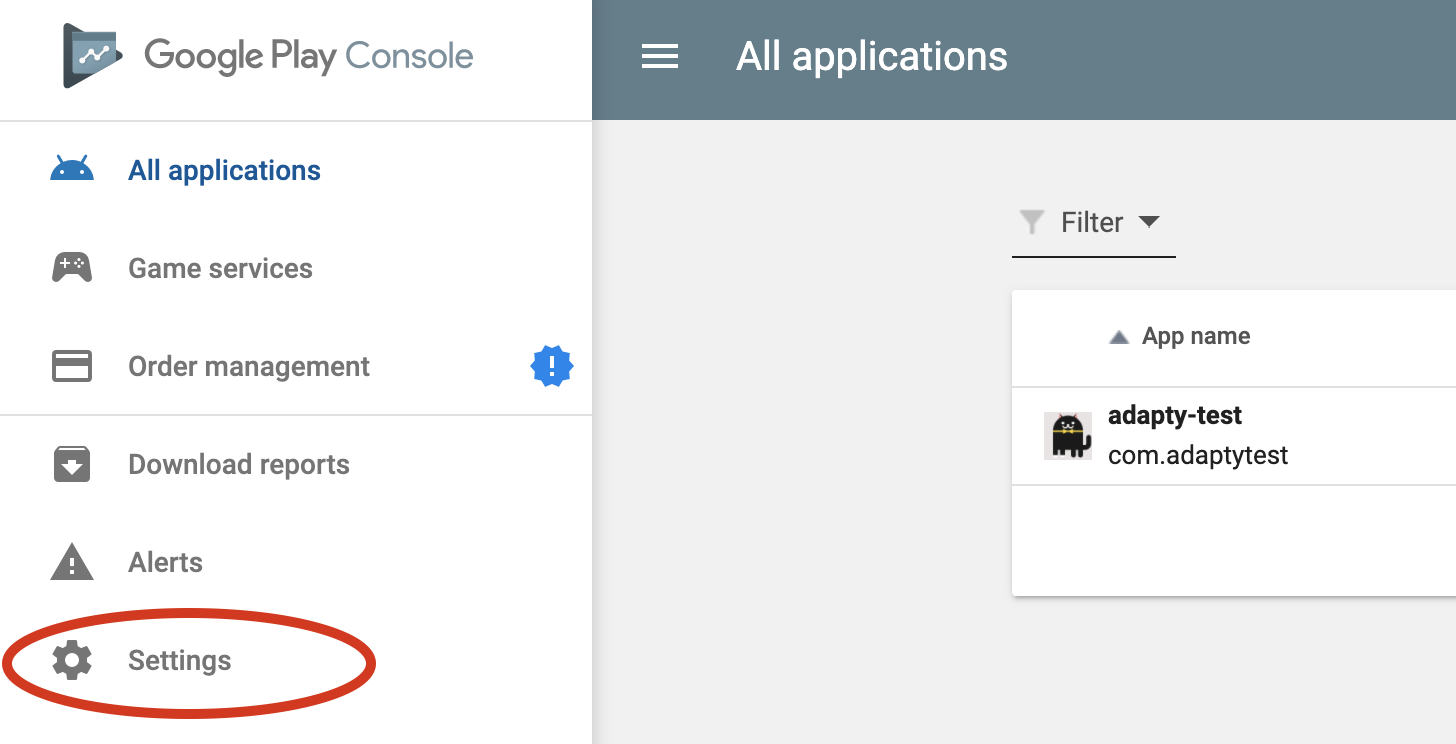 Google Play Console
All applications
All applications
Game services
Order management
Download reports
Alerts
Settings
Filter
App name
adapty-test
com.adaptytest